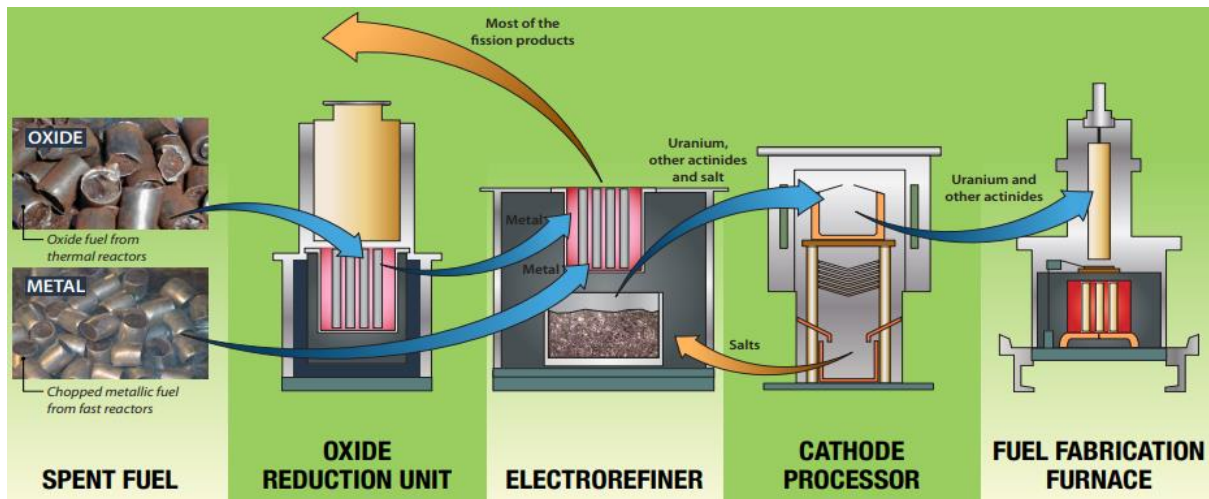 Most of the
fission products
OXIDE
Oxide fuel from
thermal reactors
METAL
Chopped metallic fuel
from fast reactors
Metal
Metal
Uranium,
other actinides
and salt
Salts
Uranium and
other actinides
SPENT FUEL
OXIDE
REDUCTION UNIT
ELECTROREFINER
CATHODE
PROCESSOR
FUEL FABRICATION
FURNACE